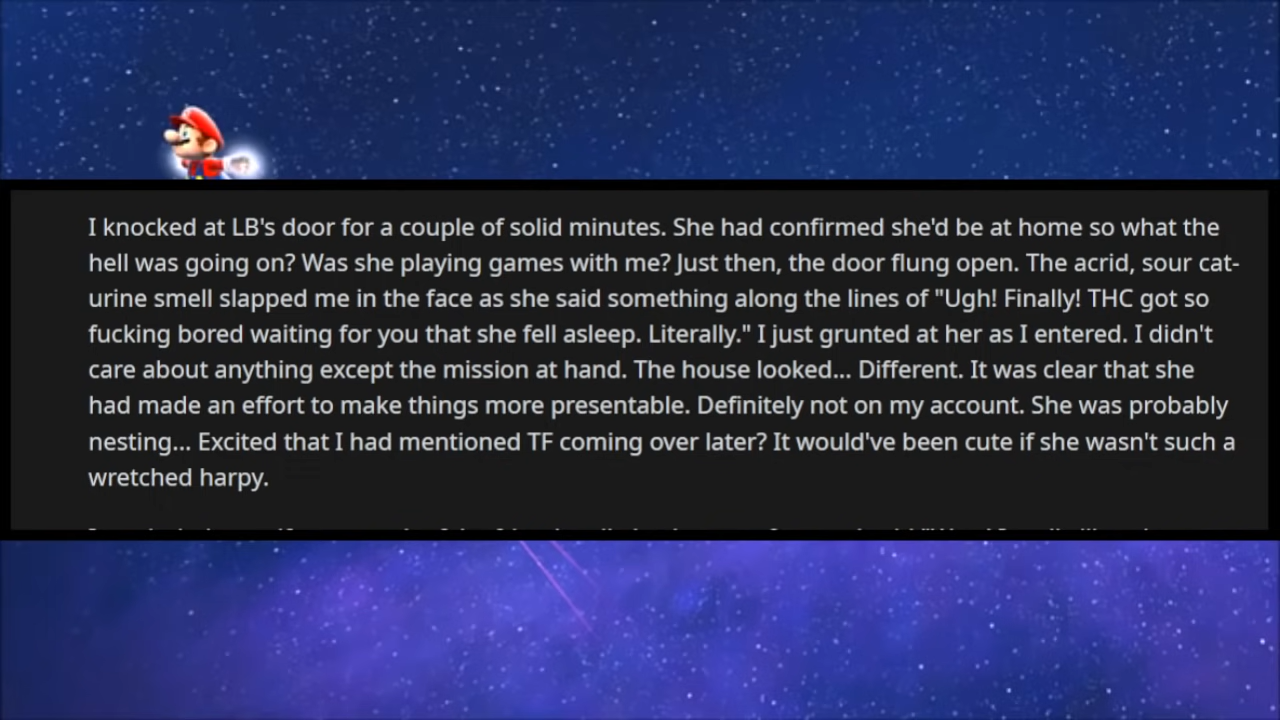 I knocked at LB's door for a couple of solid minutes. She had confirmed she'd be at home so what the
hell was going on? Was she playing games with me? Just then, the door flung open. The acrid, sour cat-
urine smell slapped me in the face as she said something along the lines of "Ugh! Finally! THC got so
fucking bored waiting for you that she fell asleep. Literally." I just grunted at her as I entered. I didn't
care about anything except the mission at hand. The house looked... Different. It was clear that she
had made an effort to make things more presentable. Definitely not on my account. She was probably
nesting... Excited that I had mentioned TF coming over later? It would've been cute if she wasn't such a
wretched harpy.